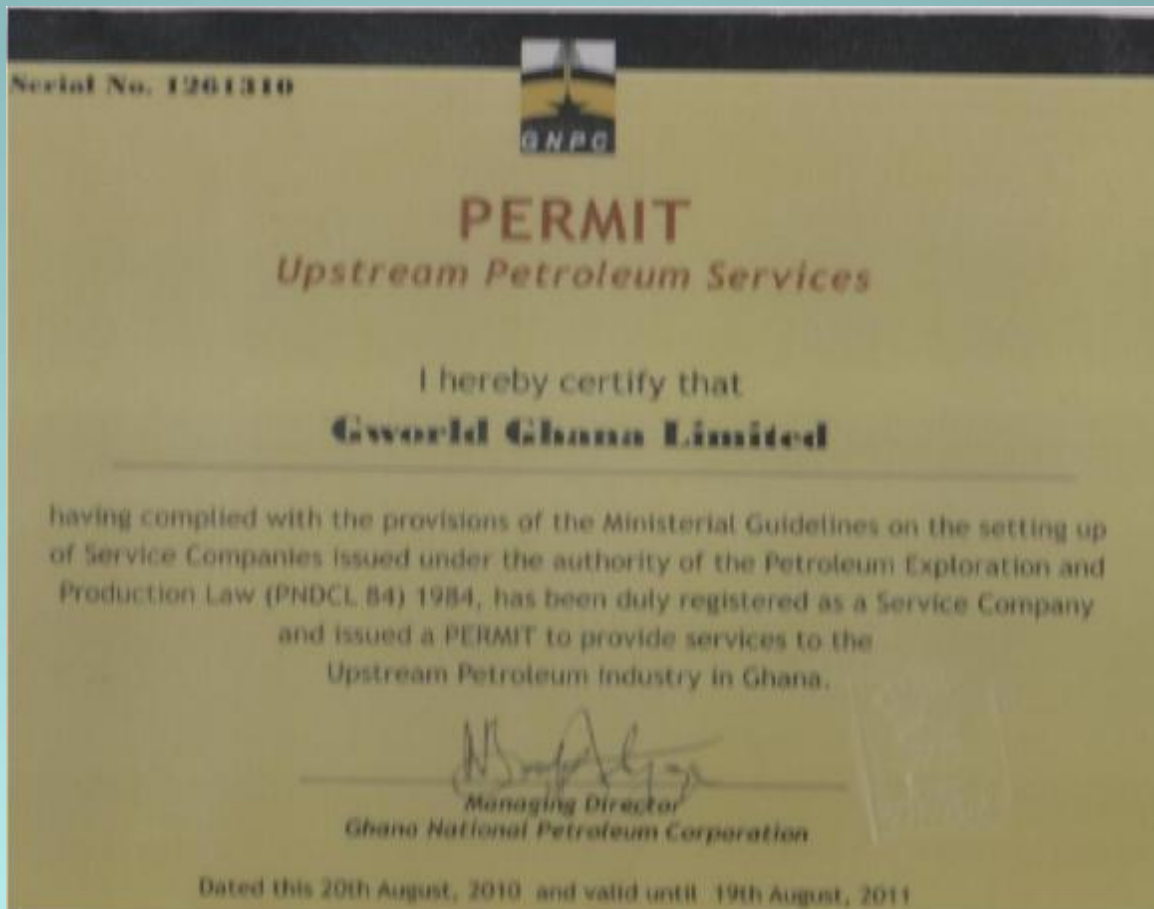 Serial No. 1261310
GNPC
PERMIT
Upstream Petroleum Services
I hereby certify that
Gworld Ghana Limited
having complied with the provisions of the Ministerial Guidelines on the setting up
of Service Companies issued under the authority of the Petroleum Exploration and
Production Law (PNDCL 84) 1984, has been duly registered as a Service Company
and issued a PERMIT to provide services to the
Upstream Petroleum Industry in Ghana.
Managing Director
Ghana National Petroleum Corporation
Dated this 20th August, 2010 and valid until 19th August, 2011